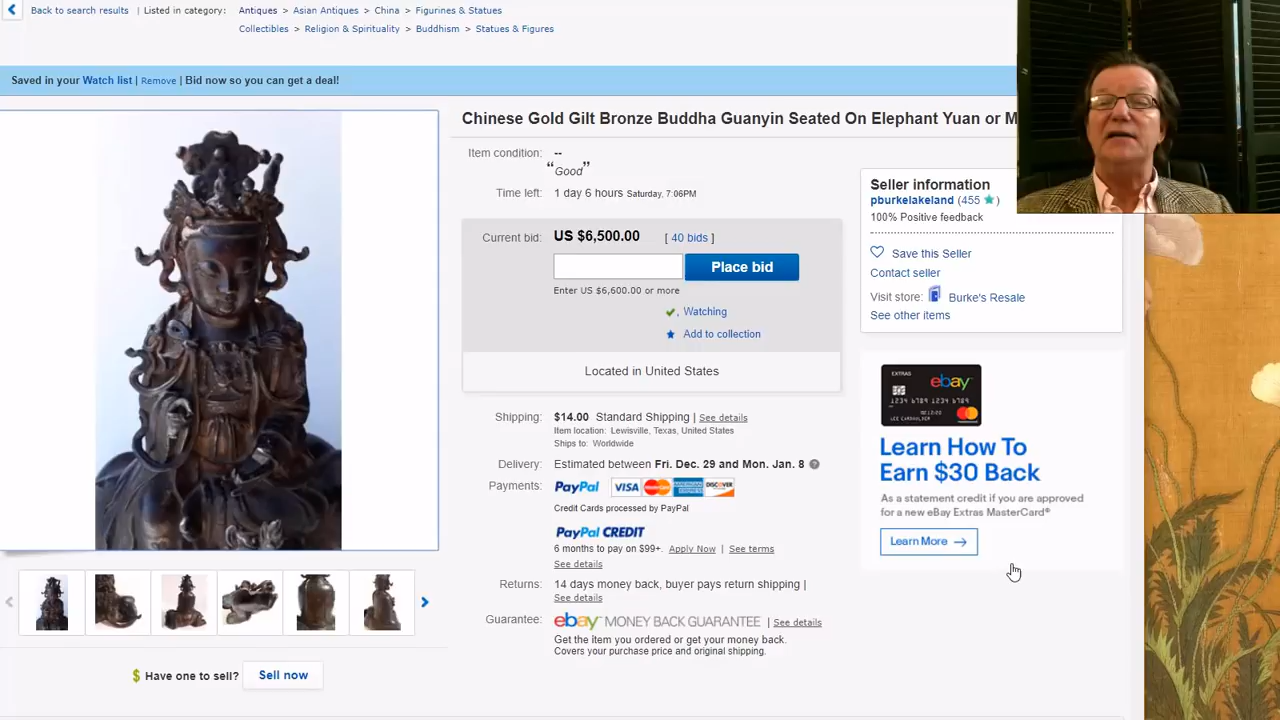 Back to search results | Listed in category: Antiques > Asian Antiques > China > Figurines & Statues
Collectibles > Religion & Spirituality > Buddhism > Statues & Figures
Saved in your Watch list | Remove | Bid now so you can get a deal!
Chinese Gold Gilt Bronze Buddha Guanyin Seated On Elephant Yuan or M
Item condition: --
“Good”
Time left: 1 day 6 hours Saturday, 7:06PM
Current bid: US $6,500.00 [ 40 bids ]
Place bid
Enter US $6,600.00 or more
Watching
Add to collection
Located in United States
Shipping: $14.00 Standard Shipping | See details
Item location: Lewisville, Texas, United States
Ships to: Worldwide
Delivery: Estimated between Fri. Dec. 29 and Mon. Jan. 8 ?
Payments: PayPal VISA MasterCard AMERICAN EXPRESS DISCOVER
Credit Cards processed by PayPal
PayPal CREDIT
6 months to pay on $99+. Apply Now | See terms
See details
Returns: 14 days money back, buyer pays return shipping |
See details
Guarantee: ebay MONEY BACK GUARANTEE | See details
Get the item you ordered or get your money back.
Covers your purchase price and original shipping.
$ Have one to sell? Sell now
Seller information
pburkelakeland (455 ★ )
100% Positive feedback
Save this Seller
Contact seller
Visit store: Burke's Resale
See other items
EXTRAS
ebay
Learn How To
Earn $30 Back
As a statement credit if you are approved
for a new eBay Extras MasterCard®
Learn More →